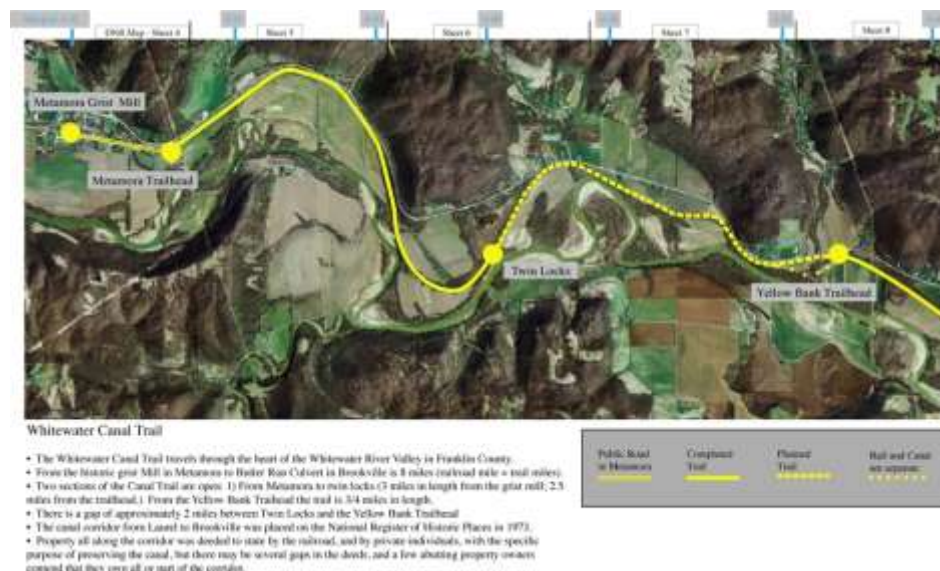 DNR Map - Sheet 4
Sheet 5
Sheet 6
Sheet 7
Sheet 8
Metamora Grist Mill
Metamora Trailhead
Twin Locks
Yellow Bank Trailhead
Whitewater Canal Trail
• The Whitewater Canal Trail travels through the heart of the Whitewater River Valley in Franklin County.
• From the historic grist Mill in Metamora to Butler Run Culvert in Brookville is 8 miles (railroad mile = trail miles).
• Two sections of the Canal Trail are open: 1) From Metamora to twin locks (3 miles in length from the grist mill; 2.5
miles from the trailhead.) From the Yellow Bank Trailhead the trail is 3/4 miles in length.
• There is a gap of approximately 2 miles between Twin Locks and the Yellow Bank Trailhead
• The canal corridor from Laurel to Brookville was placed on the National Register of Historic Places in 1973.
• Property all along the corridor was deeded to state by the railroad, and by private individuals, with the specific
purpose of preserving the canal, but there may be several gaps in the deeds, and a few abutting property owners
contend that they own all or part of the corridor.
Public Road
in Metamora
Completed
Trail
Planned
Trail
Rail and Canal
are separate